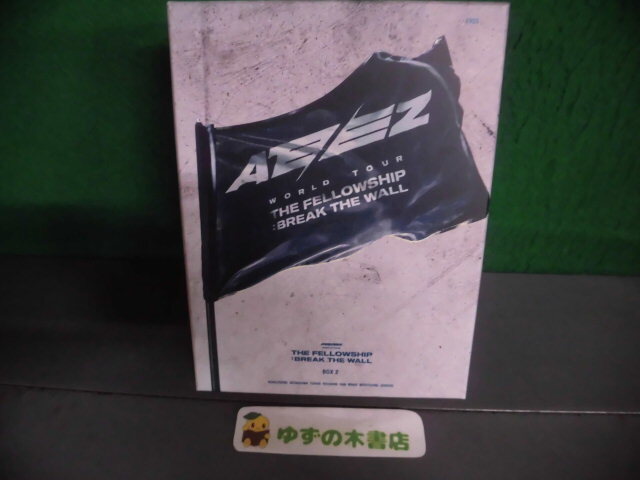 ATEEZ
WORLD TOUR
THE FELLOWSHIP
:BREAK THE WALL
THE FELLOWSHIP
:BREAK THE WALL
BOX 2
ゆずの木書店